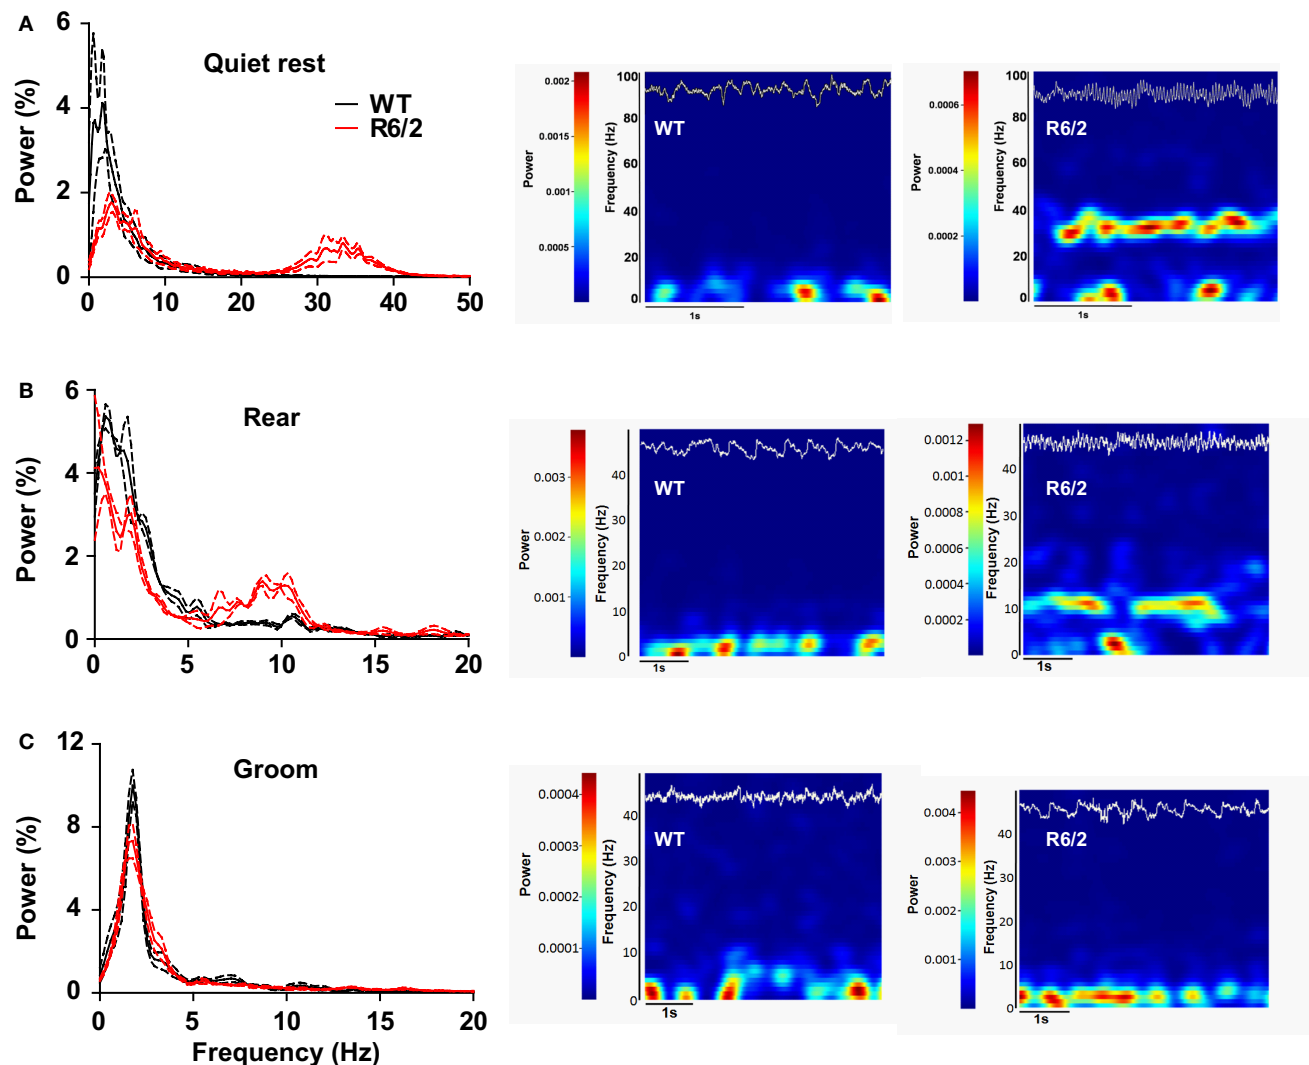 A
Quiet rest
WT
R6/2
Power (%)
6
4
2
0
0 10 20 30 40 50
Power
0.002
0.0015
0.001
0.0005
Frequency (Hz)
100
80
60
40
20
0
WT
1s
Power
0.0006
0.0004
0.0002
Frequency (Hz)
100
80
60
40
20
0
R6/2
1s
B
Rear
Power (%)
6
4
2
0
0 5 10 15 20
Power
0.003
0.002
0.001
Frequency (Hz)
40
30
20
10
0
WT
1s
Power
0.0012
0.001
0.0008
0.0006
0.0004
0.0002
Frequency (Hz)
40
30
20
10
0
R6/2
1s
C
Groom
Power (%)
12
8
4
0
0 5 10 15 20
Frequency (Hz)
Power
0.0004
0.0003
0.0002
0.0001
Frequency (Hz)
40
30
20
10
0
WT
1s
Power
0.004
0.003
0.002
0.001
Frequency (Hz)
40
30
20
10
0
R6/2
1s